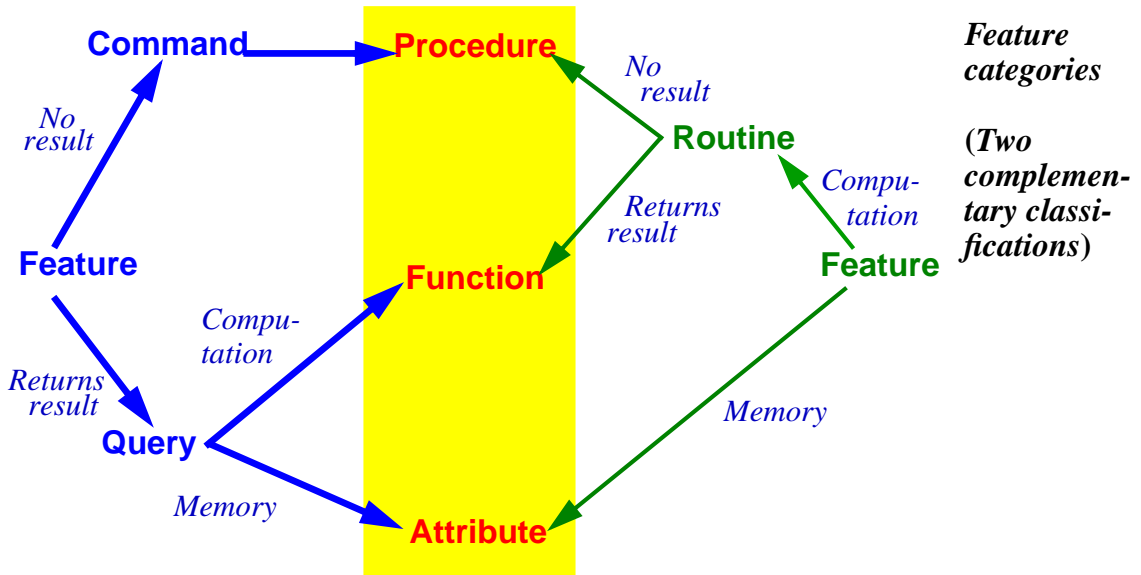 Command
Procedure
Feature
categories
No
result
No
result
Routine
(Two
complemen-
tary classi-
fications)
Compu-
tation
Returns
result
Feature
Function
Feature
Compu-
tation
Returns
result
Memory
Query
Memory
Attribute